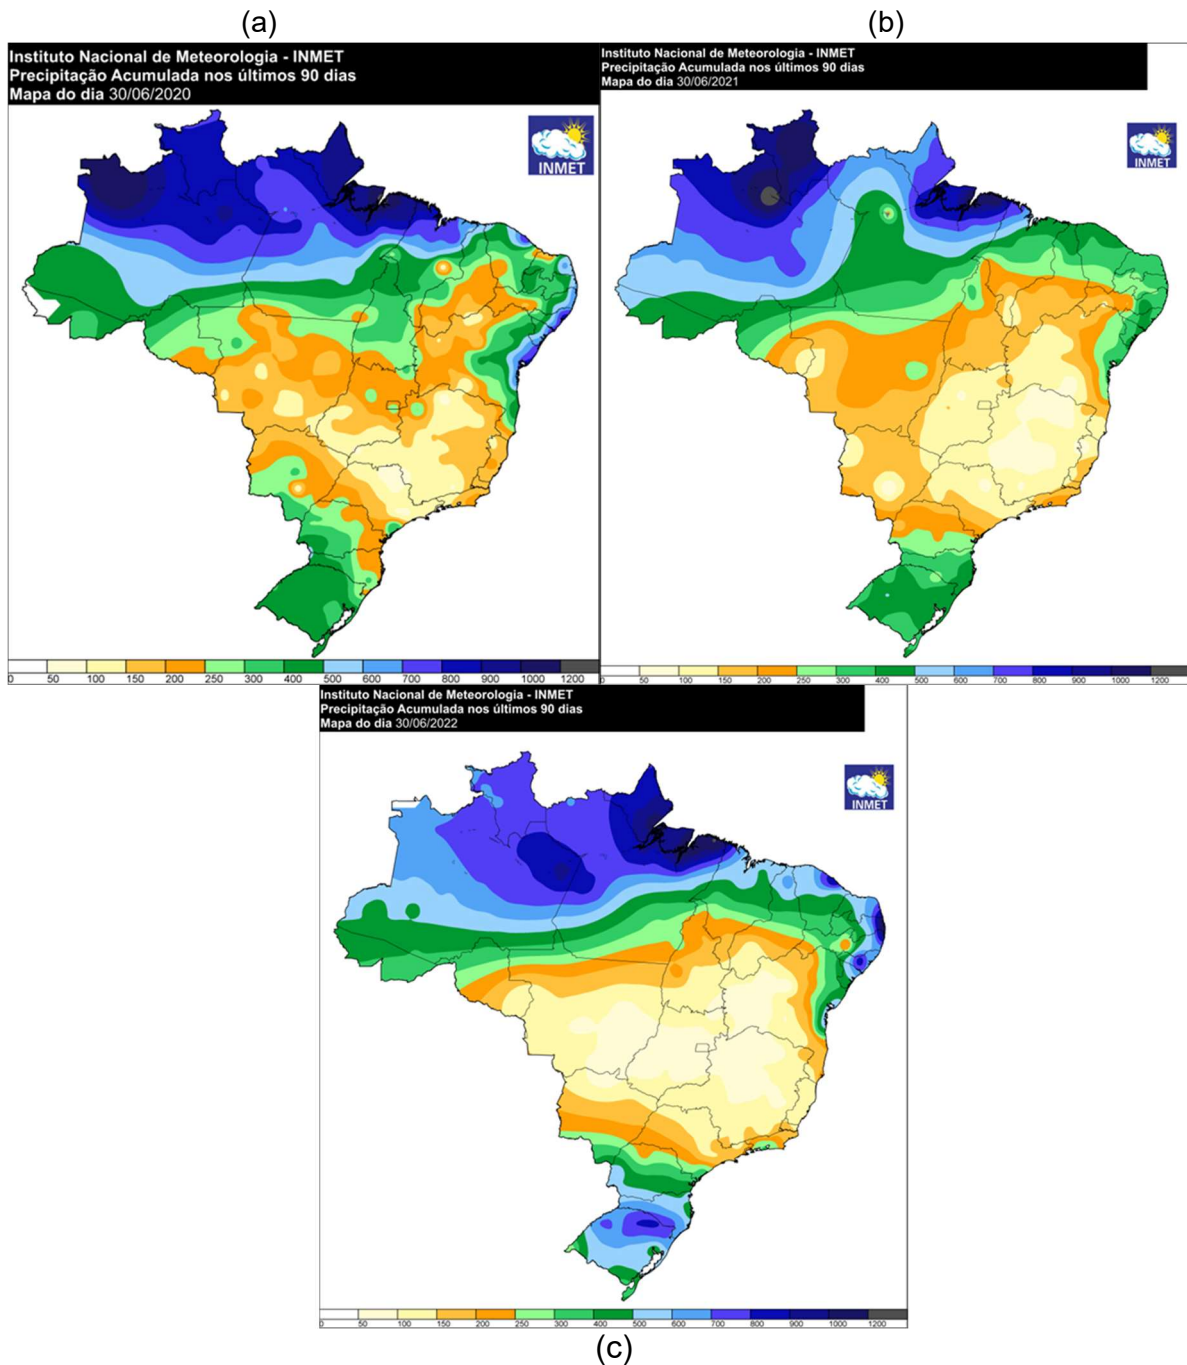 (a)
(b)
Instituto Nacional de Meteorologia - INMET
Precipitação Acumulada nos últimos 90 dias
Mapa do dia 30/06/2020
INMET
0 50 100 150 200 250 300 400 500 600 700 800 900 1000 1200
Instituto Nacional de Meteorologia - INMET
Precipitação Acumulada nos últimos 90 dias
Mapa do dia 30/06/2021
INMET
0 50 100 150 200 250 300 400 500 600 700 800 900 1000 1200
Instituto Nacional de Meteorologia - INMET
Precipitação Acumulada nos últimos 90 dias
Mapa do dia 30/06/2022
INMET
0 50 100 150 200 250 300 400 500 600 700 800 900 1000 1200
(c)